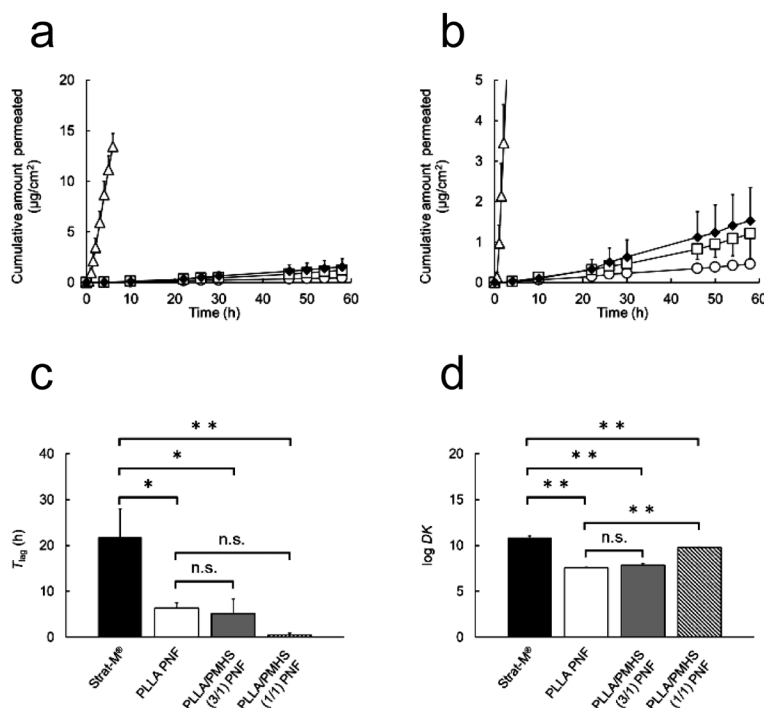 a
Cumulative amount permeated
(μg/cm²)
20
15
10
5
0
0 10 20 30 40 50 60
Time (h)
b
Cumulative amount permeated
(μg/cm²)
5
4
3
2
1
0
0 10 20 30 40 50 60
Time (h)
c
T lag (h)
40
30
20
10
0
* *
*
*
n.s.
n.s.
Strat-M®
PLLA PNF
PLLA/PMHS
(3/1) PNF
PLLA/PMHS
(1/1) PNF
d
log DK
20
15
10
5
0
* *
* *
* *
* *
n.s.
Strat-M®
PLLA PNF
PLLA/PMHS
(3/1) PNF
PLLA/PMHS
(1/1) PNF